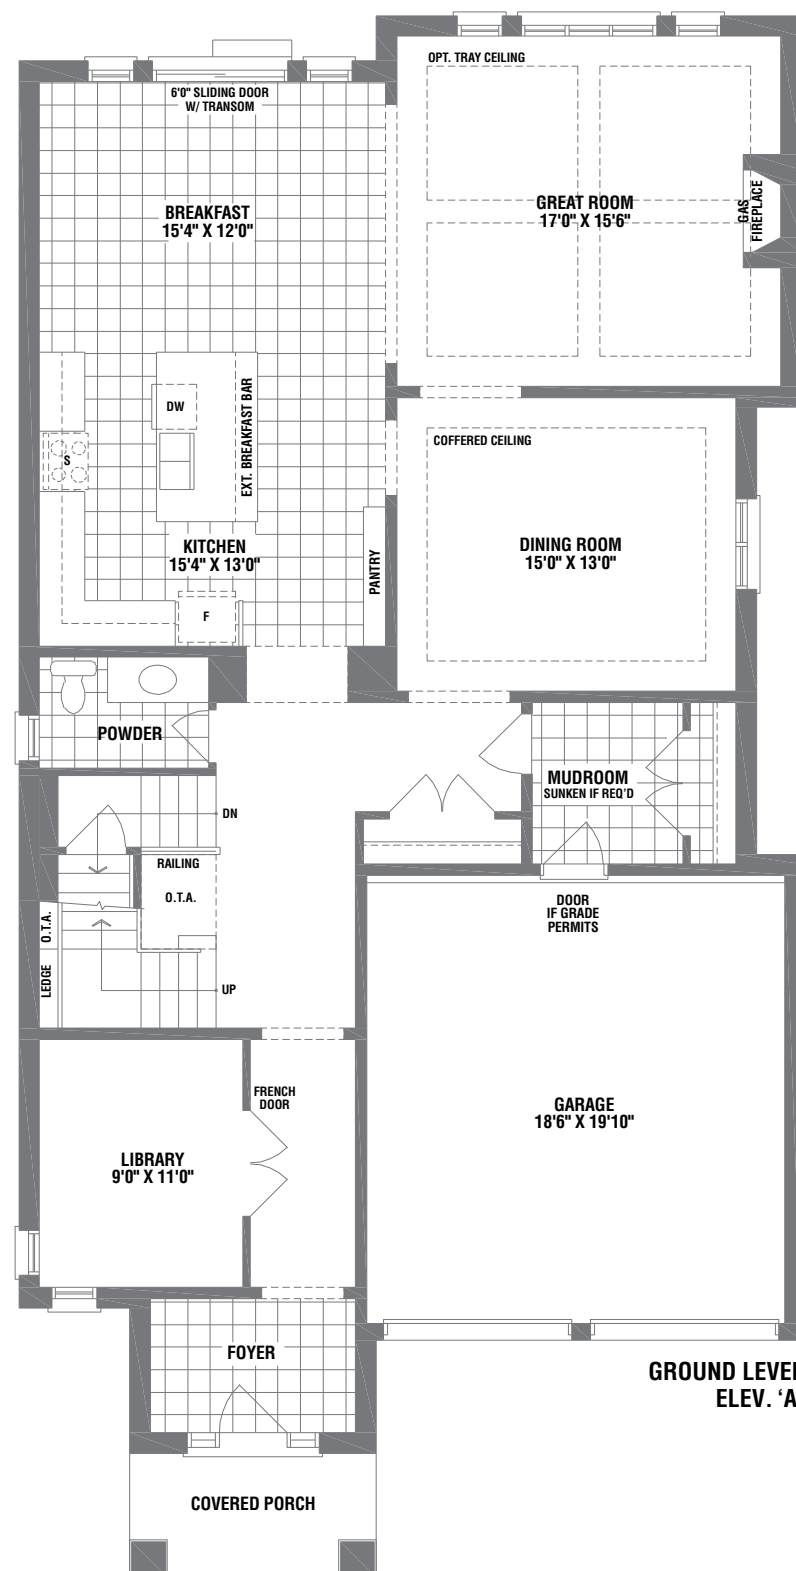 OPT. TRAY CEILING
6'0" SLIDING DOOR
W/ TRANSOM
BREAKFAST
15'4" X 12'0"
GREAT ROOM
17'0" X 15'6"
GAS
FIREPLACE
DW
EXT. BREAKFAST BAR
S
COFFERED CEILING
KITCHEN
15'4" X 13'0"
DINING ROOM
15'0" X 13'0"
PANTRY
F
POWDER
MUDROOM
SUNKEN IF REQ'D
DN
RAILING
O.T.A.
DOOR
IF GRADE
PERMITS
O.T.A.
LEDGE
UP
FRENCH
DOOR
GARAGE
18'6" X 19'10"
LIBRARY
9'0" X 11'0"
FOYER
GROUND LEVEL
ELEV. ‘A
COVERED PORCH